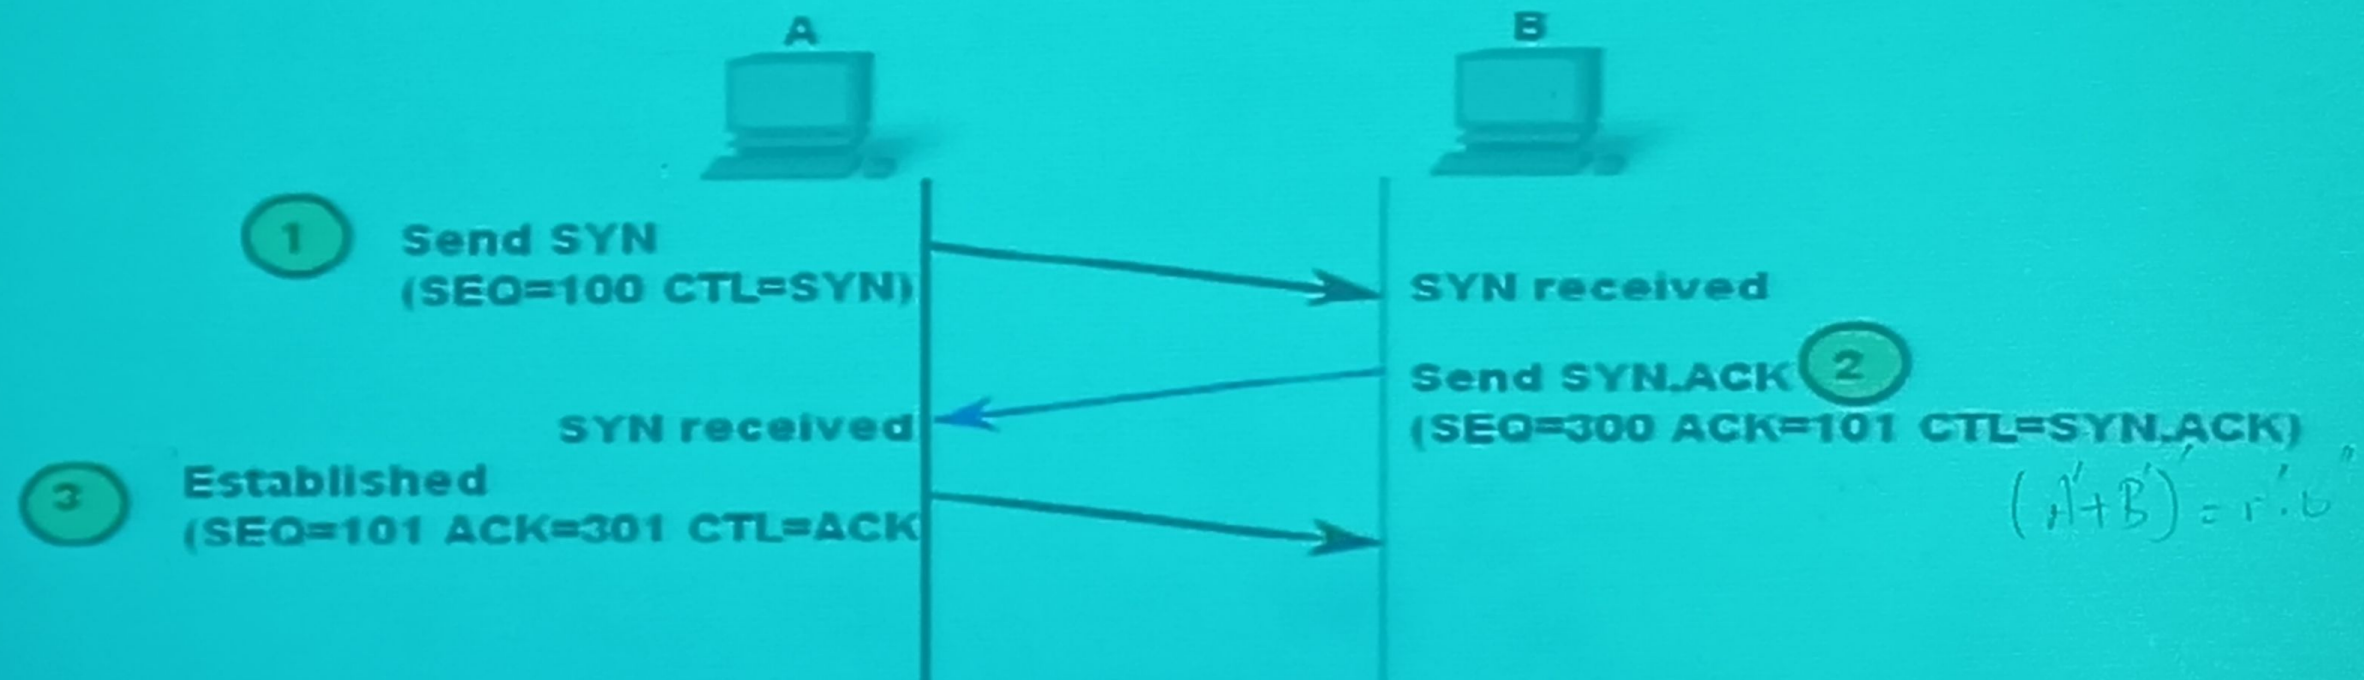 A
B
1
Send SYN
(SEQ=100 CTL=SYN)
SYN received
Send SYN.ACK
2
(SEQ=300 ACK=101 CTL=SYN.ACK)
SYN received
3
Established
(SEQ=101 ACK=301 CTL=ACK